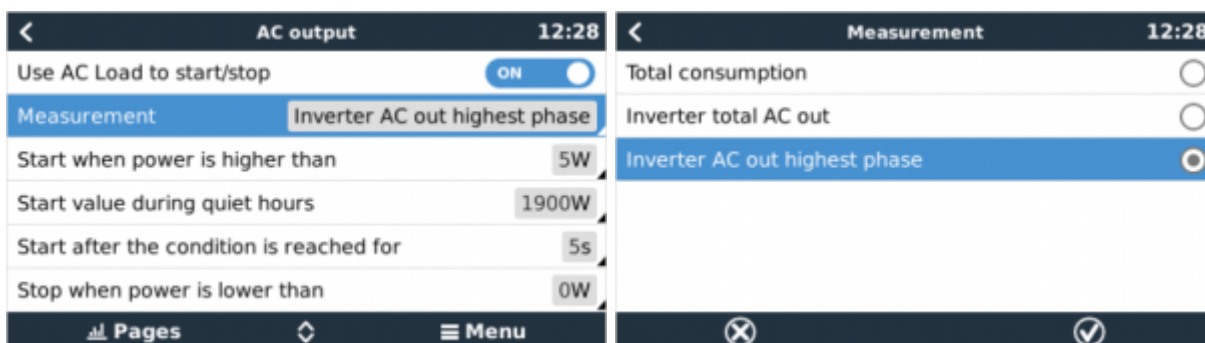 AC output 12:28
Use AC Load to start/stop ON
Measurement Inverter AC out highest phase
Start when power is higher than 5W
Start value during quiet hours 1900W
Start after the condition is reached for 5s
Stop when power is lower than 0W
Pages Menu
Measurement 12:28
Total consumption
Inverter total AC out
Inverter AC out highest phase